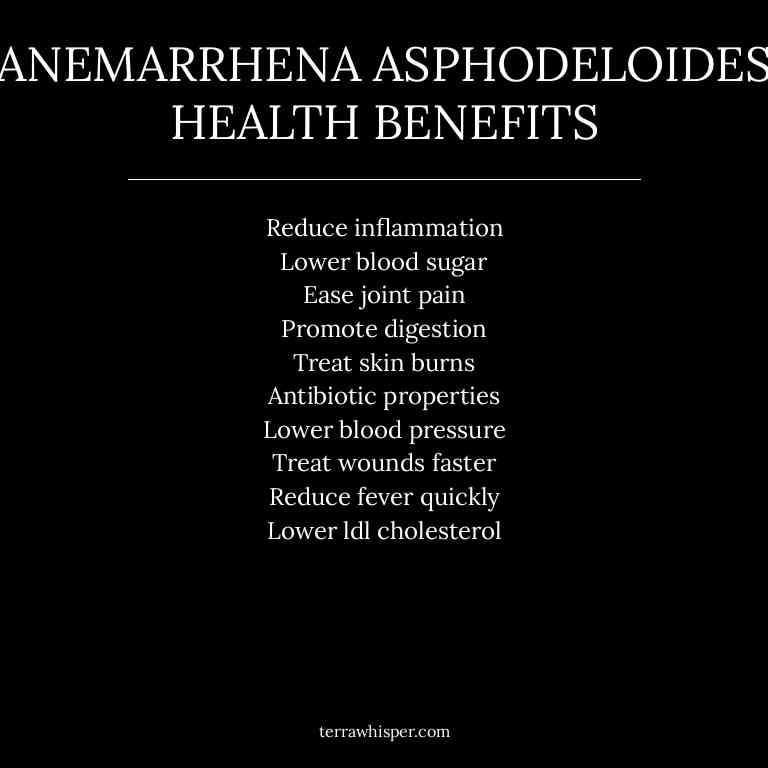 ANEMARRHENA ASPHODELOIDES
HEALTH BENEFITS
Reduce inflammation
Lower blood sugar
Ease joint pain
Promote digestion
Treat skin burns
Antibiotic properties
Lower blood pressure
Treat wounds faster
Reduce fever quickly
Lower ldl cholesterol
terrawhisper.com